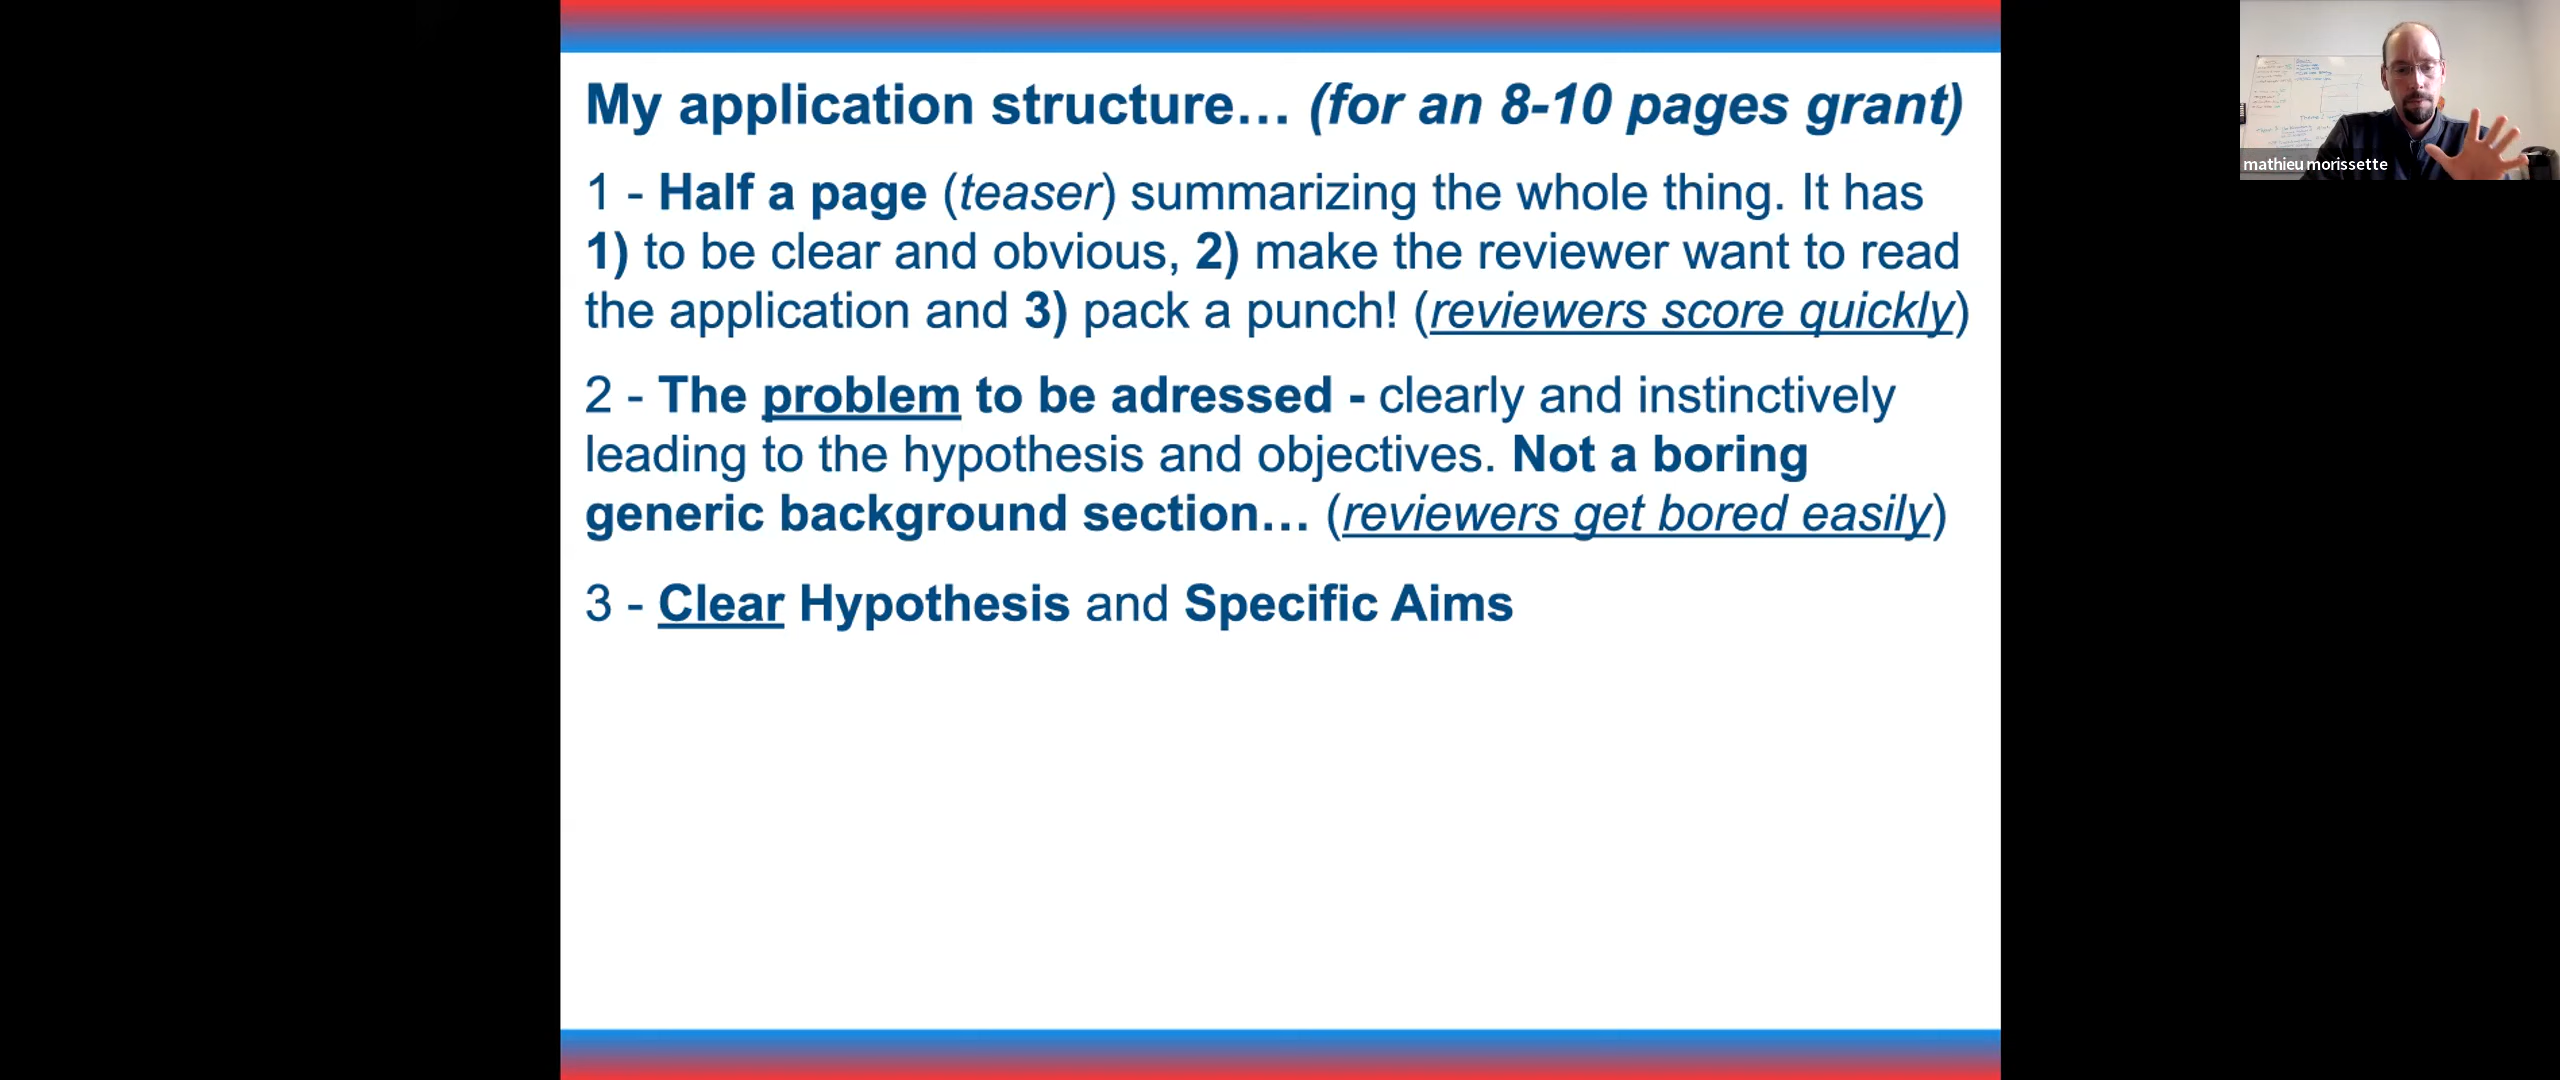 My application structure… (for an 8-10 pages grant)
1 - Half a page (teaser) summarizing the whole thing. It has
1) to be clear and obvious, 2) make the reviewer want to read
the application and 3) pack a punch! (reviewers score quickly)
2 - The problem to be adressed - clearly and instinctively
leading to the hypothesis and objectives. Not a boring
generic background section… (reviewers get bored easily)
3 - Clear Hypothesis and Specific Aims
mathieu morissette